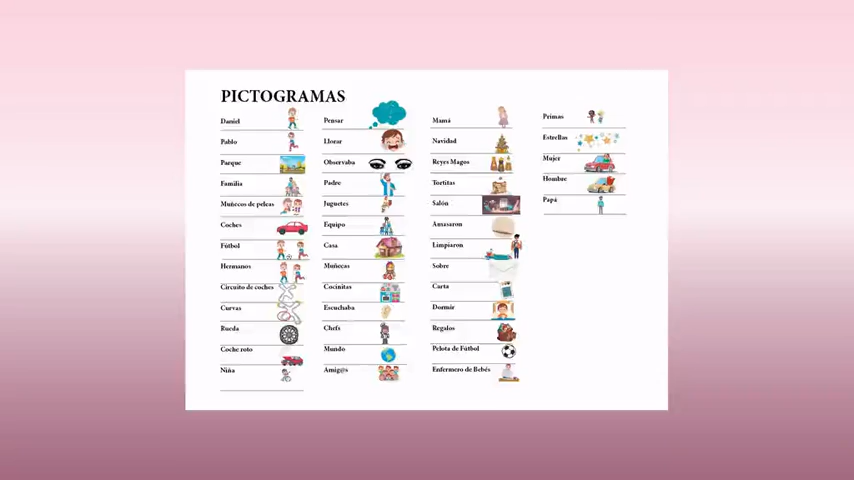 PICTOGRAMAS
Daniel
Pablo
Parque
Familia
Muñecos de peleas
Coches
Fútbol
Hermanos
Circuito de coches
Curvas
Rueda
Coche roto
Niña
Pensar
Llorar
Observaba
Padre
Juguetes
Equipo
Casa
Muñecas
Cocinitas
Escuchaba
Chefs
Mundo
Amig@s
Mamá
Navidad
Reyes Magos
Tortitas
Salón
Amasaron
Limpiaron
Sobre
Carta
Dormir
Regalos
Pelota de Fútbol
Enfermero de Bebés
Primas
Estrellas
Mujer
Hombre
Papá